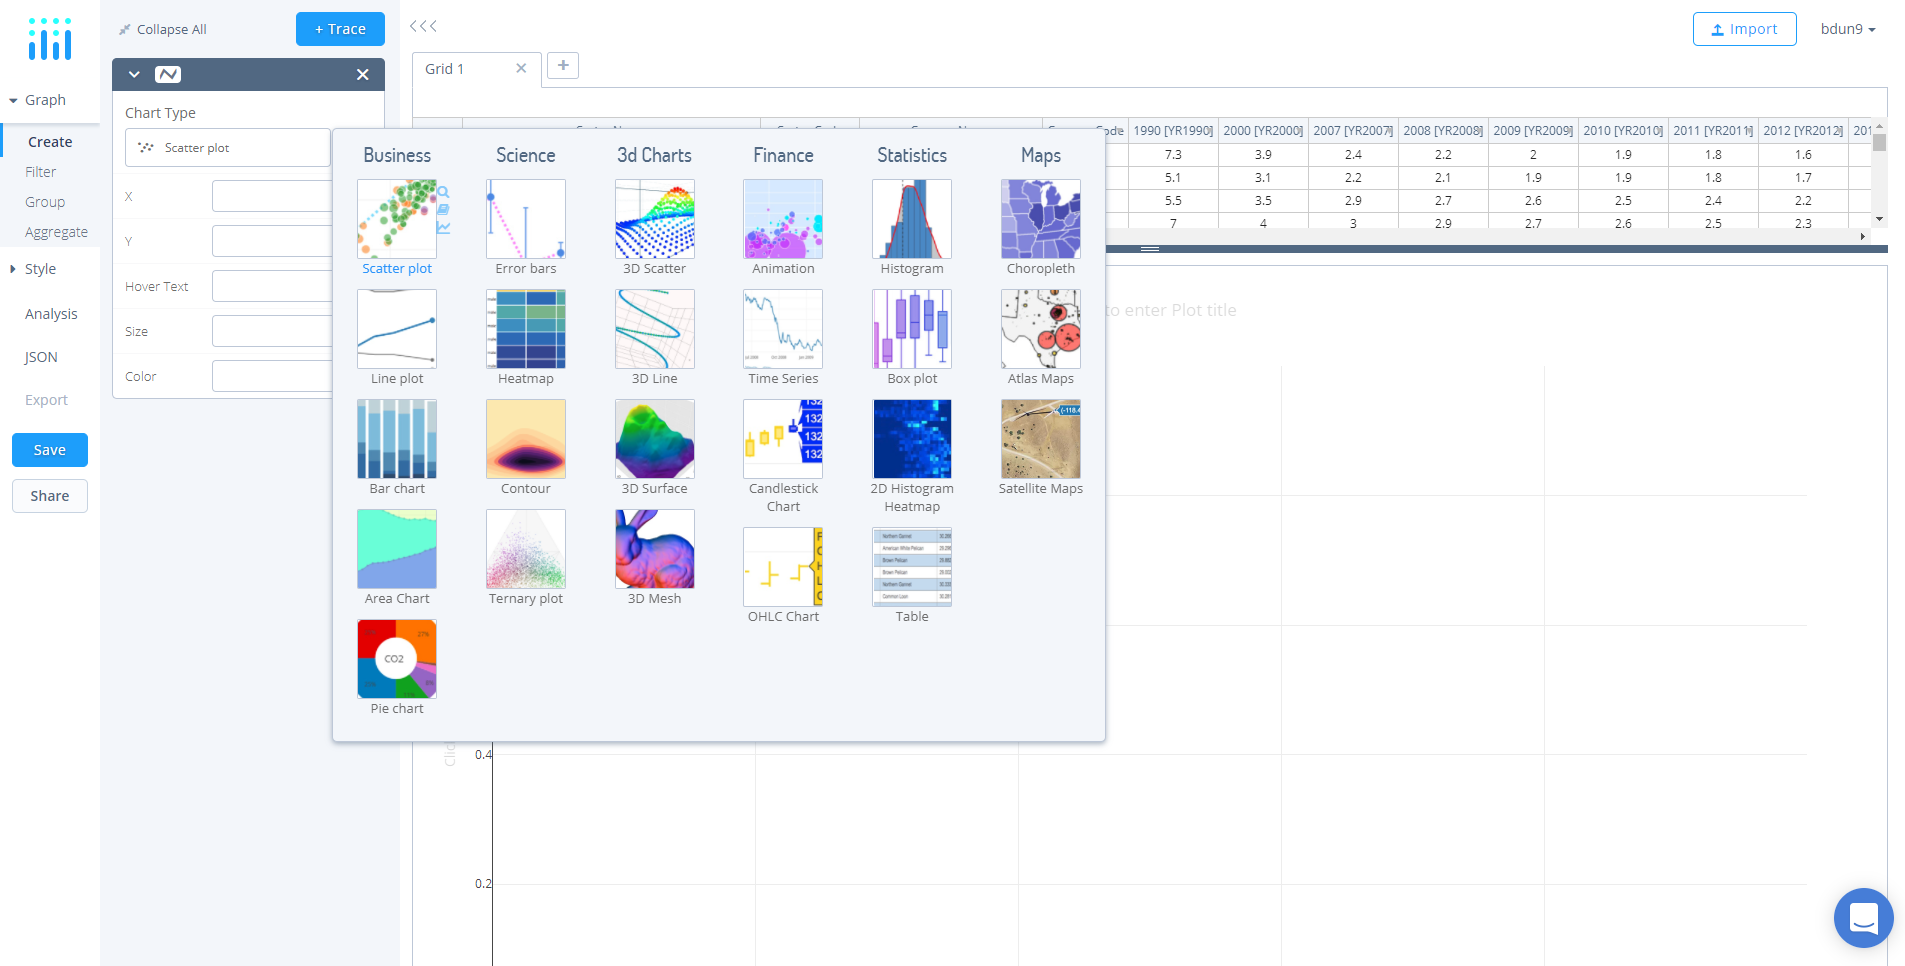 Collapse All
+ Trace
Import
bdun9
Grid 1
+
Graph
Create
Filter
Group
Aggregate
Style
Analysis
JSON
Export
Save
Share
Chart Type
Scatter plot
X
Y
Hover Text
Size
Color
1990 [YR1990] 2000 [YR2000] 2007 [YR2007] 2008 [YR2008] 2009 [YR2009] 2010 [YR2010] 2011 [YR2011] 2012 [YR2012] 201
7.3 3.9 2.4 2.2 2 1.9 1.8 1.6
5.1 3.1 2.2 2.1 1.9 1.9 1.8 1.7
5.5 3.5 2.9 2.7 2.6 2.5 2.4 2.2
7 4 3 2.9 2.7 2.6 2.5 2.3
Business Science 3d Charts Finance Statistics Maps
Scatter plot Error bars 3D Scatter Animation Histogram Choropleth
Line plot Heatmap 3D Line Time Series Box plot Atlas Maps
Bar chart Contour 3D Surface Candlestick Chart 2D Histogram Heatmap Satellite Maps
Area Chart Ternary plot 3D Mesh OHLC Chart Table
CO2
27%
Pie chart
132
132
132
to enter Plot title
0.4
0.2